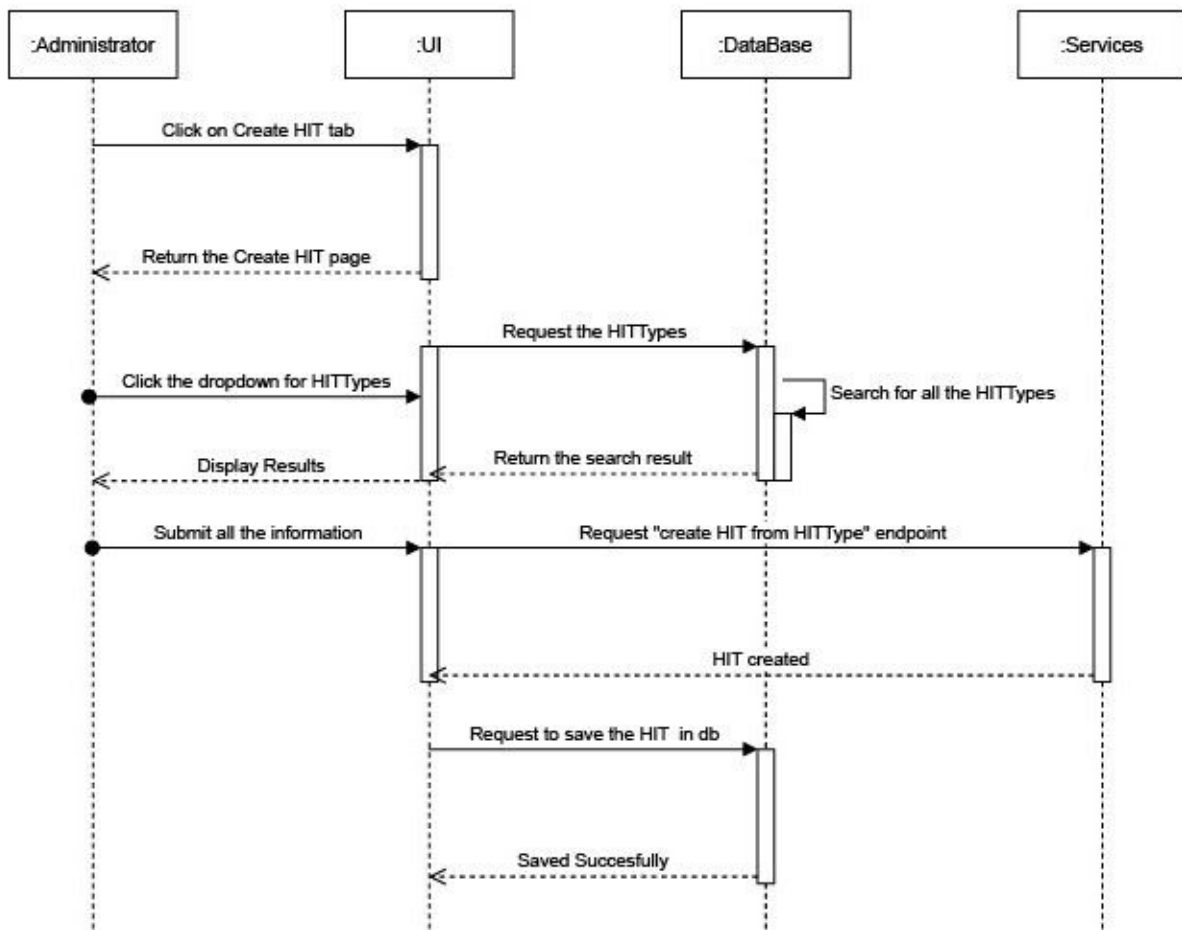 :Administrator
:UI
:DataBase
:Services
Click on Create HIT tab
Return the Create HIT page
Request the HITTypes
Click the dropdown for HITTypes
Search for all the HITTypes
Return the search result
Display Results
Submit all the information
Request "create HIT from HITType" endpoint
HIT created
Request to save the HIT in db
Saved Succesfully